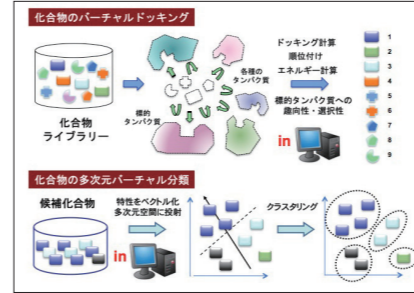 化合物のバーチャルドッキング
化合物
ライブラリー
各種の
タンパク質
標的
タンパク質
ドッキング計算
順位付け
エネルギー計算
標的タンパク質への
趣向性・選択性
in
1
2
3
4
5
6
7
8
9
化合物の多次元バーチャル分類
候補化合物
特性をベクトル化
多次元空間に投射
in
クラスタリング